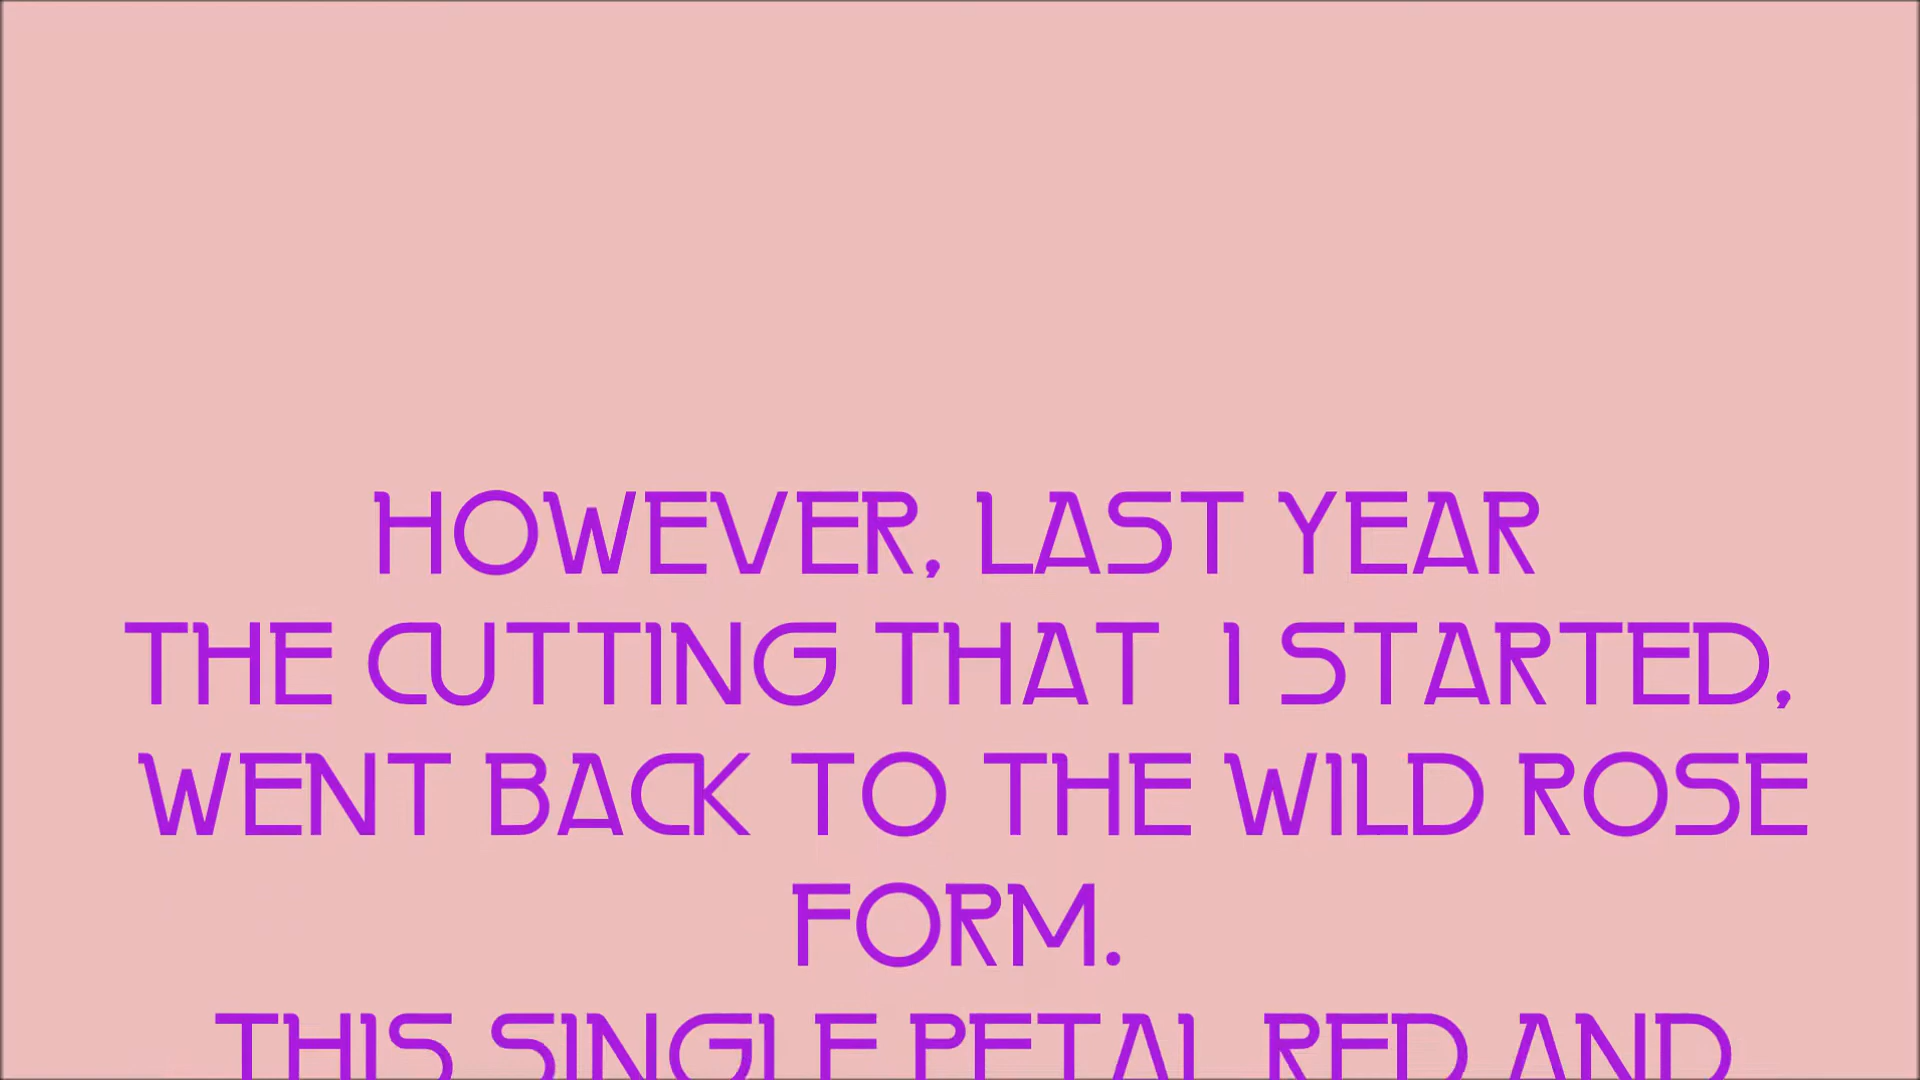 HOWEVER, LAST YEAR
THE CUTTING THAT  I STARTED,
WENT BACK TO THE WILD ROSE
FORM.
THIS SINGLE PETAL RED AND